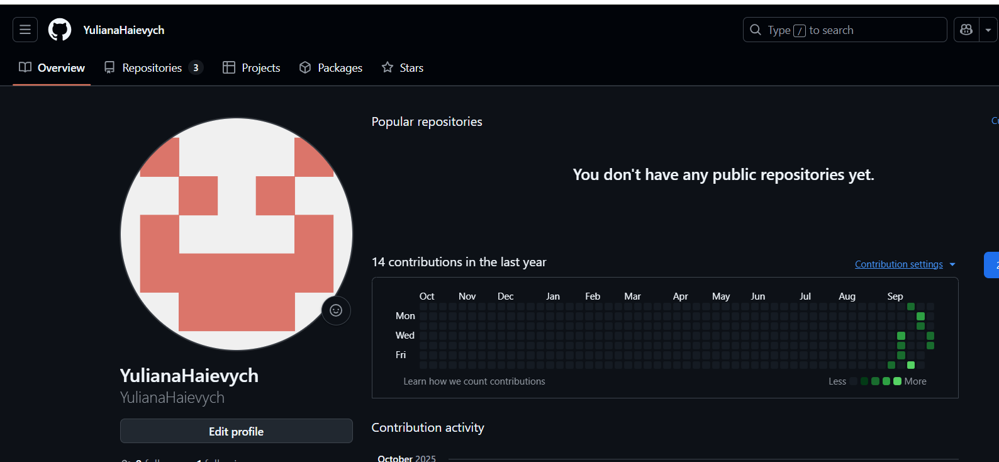 YulianaHaievych
Type / to search
Overview Repositories 3 Projects Packages Stars
Popular repositories
You don't have any public repositories yet.
14 contributions in the last year
Contribution settings
Oct Nov Dec Jan Feb Mar Apr May Jun Jul Aug Sep
Mon
Wed
Fri
Learn how we count contributions
Less More
YulianaHaievych
YulianaHaievych
Edit profile
Contribution activity
October 2025